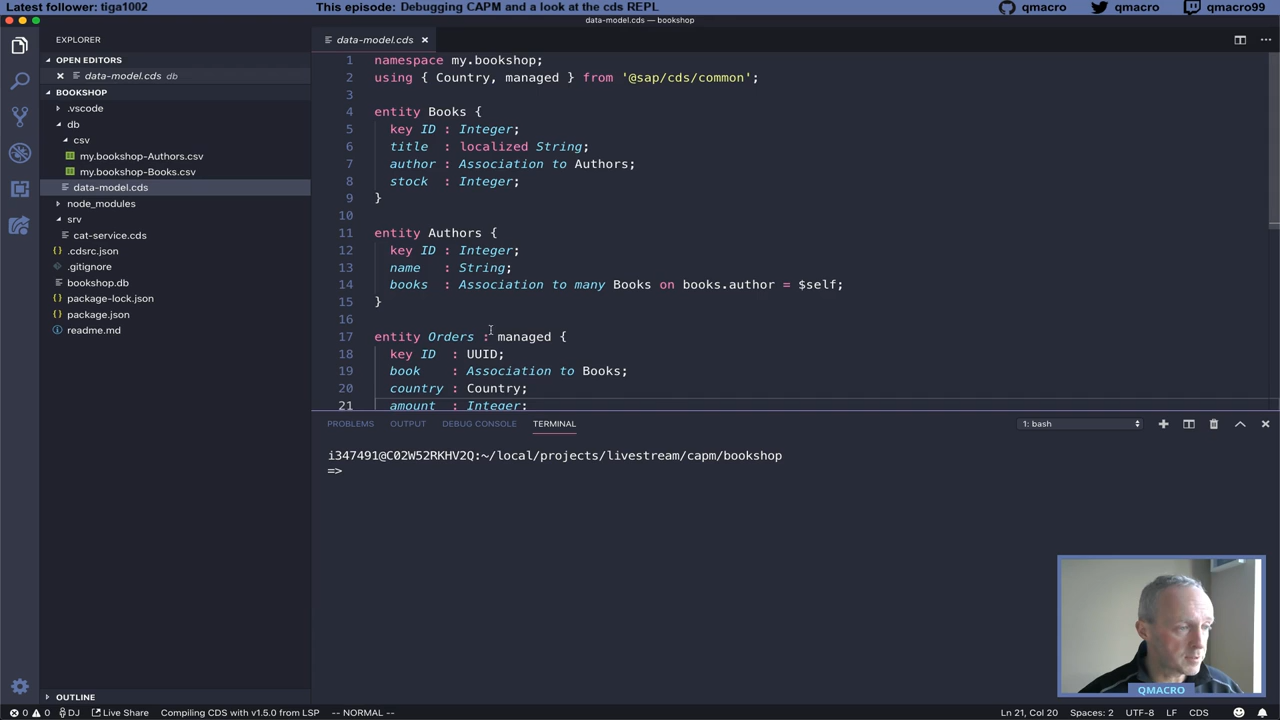 Latest follower: tiga1002
This episode: Debugging CAPM and a look at the cds REPL
qmacro
qmacro
qmacro99
data-model.cds — bookshop
EXPLORER
OPEN EDITORS
data-model.cds db
BOOKSHOP
.vscode
db
csv
my.bookshop-Authors.csv
my.bookshop-Books.csv
data-model.cds
node_modules
srv
cat-service.cds
.cdsrc.json
.gitignore
bookshop.db
package-lock.json
package.json
readme.md
OUTLINE
data-model.cds
1 namespace my.bookshop;
2 using { Country, managed } from '@sap/cds/common';
3
4 entity Books {
5 key ID : Integer;
6 title : localized String;
7 author : Association to Authors;
8 stock : Integer;
9 }
10
11 entity Authors {
12 key ID : Integer;
13 name : String;
14 books : Association to many Books on books.author = $self;
15 }
16
17 entity Orders : managed {
18 key ID : UUID;
19 book : Association to Books;
20 country : Country;
21 amount : Integer;
PROBLEMS OUTPUT DEBUG CONSOLE TERMINAL
1: bash
i347491@C02W52RKHV2Q:~/local/projects/livestream/capm/bookshop
=>
QMACRO
0 0 DJ Live Share Compiling CDS with v1.5.0 from LSP -- NORMAL --
Ln 21, Col 20 Spaces: 2 UTF-8 LF CDS